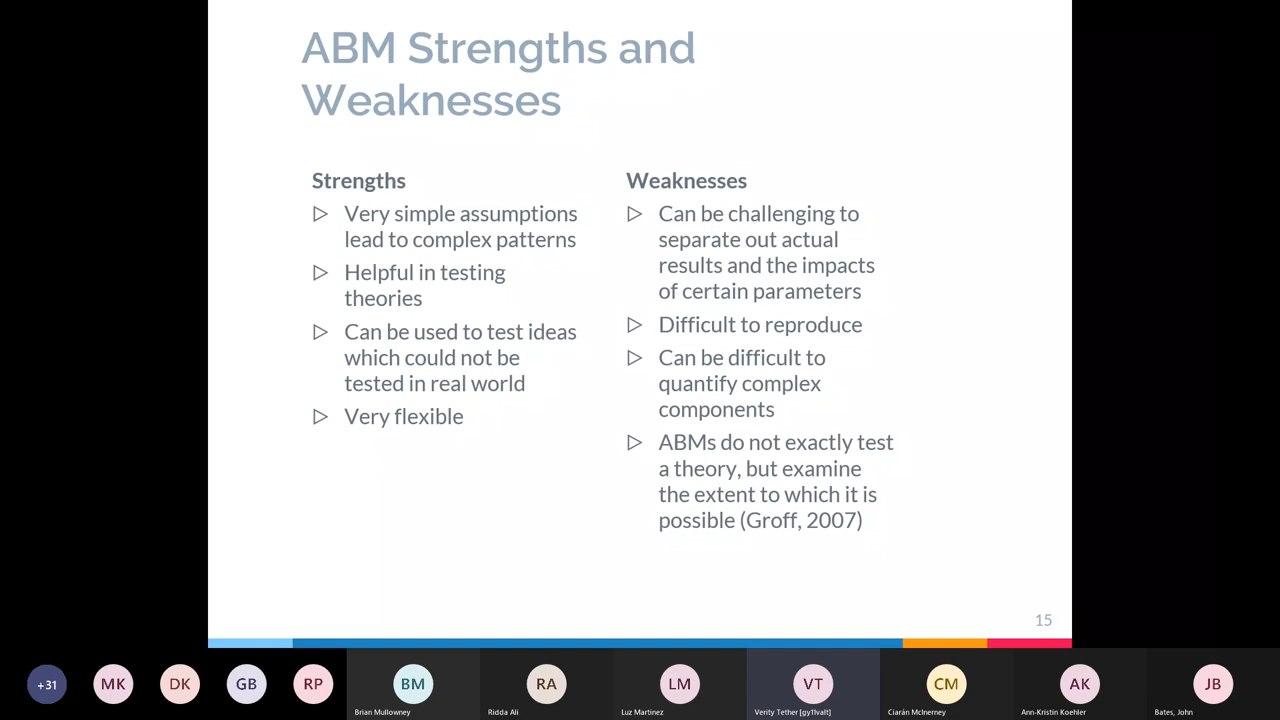 ABM Strengths and
Weaknesses
Strengths
Very simple assumptions
lead to complex patterns
Helpful in testing
theories
Can be used to test ideas
which could not be
tested in real world
Very flexible
Weaknesses
Can be challenging to
separate out actual
results and the impacts
of certain parameters
Difficult to reproduce
Can be difficult to
quantify complex
components
ABMs do not exactly test
a theory, but examine
the extent to which it is
possible (Groff, 2007)
15
+31
MK
DK
GB
RP
BM
Brian Mullowney
RA
Ridda Ali
LM
Luz Martinez
VT
Verity Tether [gy11valt]
CM
Ciarán McInerney
AK
Ann-Kristin Koehler
JB
Bates, John